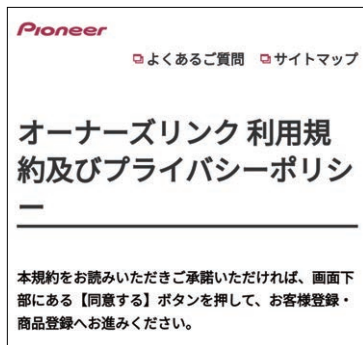 Pioneer
よくあるご質問 サイトマップ
オーナーズリンク 利用規
約及びプライバシーポリシ
ー
本規約をお読みいただきご承諾いただければ、画面下
部にある【同意する】ボタンを押して、お客様登録・
商品登録へお進みください。